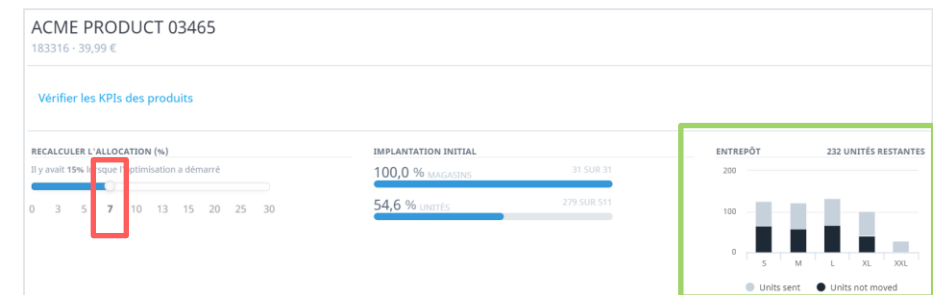 ACME PRODUCT 03465
183316 - 39,99 €
Vérifier les KPIs des produits
RECALCULER L'ALLOCATION (%)
Il y avait 15% lorsque l'optimisation a démarré
0 3 5 7 10 13 15 20 25 30
IMPLANTATION INITIAL
100,0 % MAGASINS 31 SUR 31
54,6 % UNITÉS 279 SUR 511
ENTREPÔT 232 UNITÉS RESTANTES
200
100
0
S M L XL XXL
Units sent Units not moved